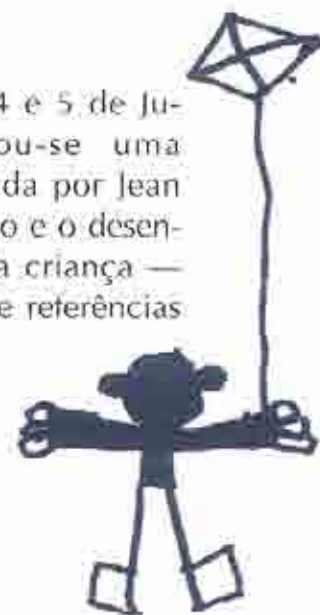 4 e 5 de Ju-
ou-se uma
da por Jean
o e o desen-
a criança —
e referências